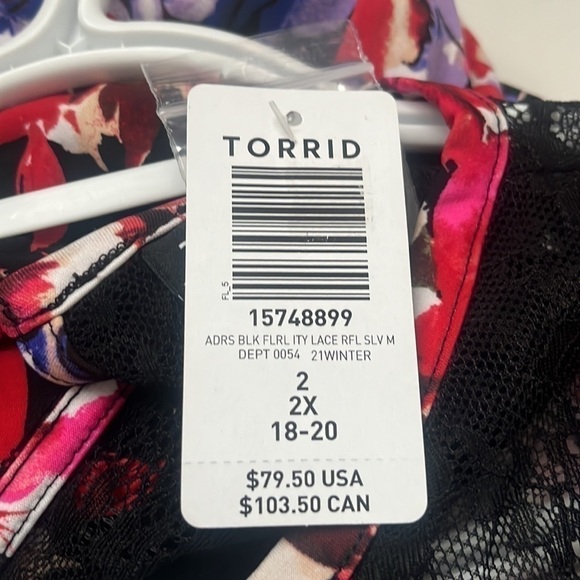 TORRID
FL_5
15748899
ADRS BLK FLRL ITY LACE RFL SLV M
DEPT 0054 21WINTER
2
2X
18-20
$79.50 USA
$103.50 CAN